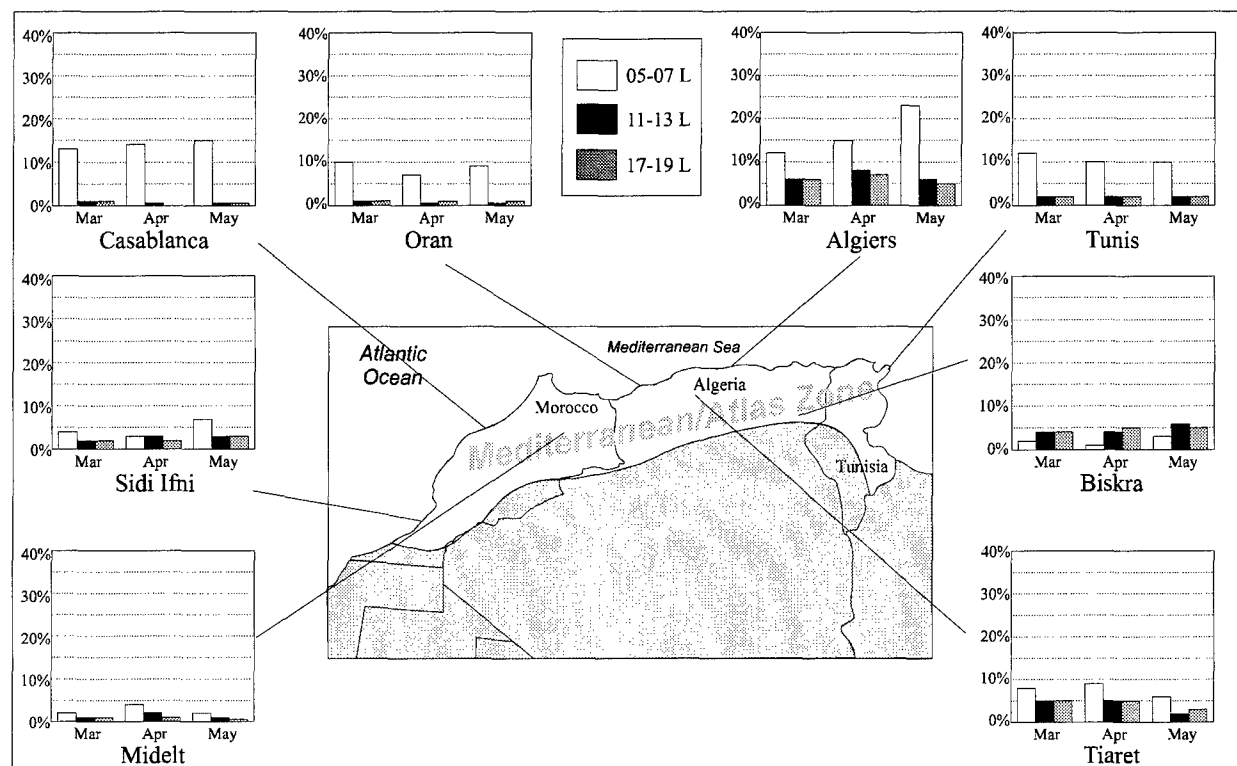 40%
30%
20%
10%
0%
Mar Apr May
Casablanca
40%
30%
20%
10%
0%
Mar Apr May
Oran
05-07 L
11-13 L
17-19 L
40%
30%
20%
10%
0%
Mar Apr May
Algiers
40%
30%
20%
10%
0%
Mar Apr May
Tunis
40%
30%
20%
10%
0%
Mar Apr May
Sidi Ifni
Atlantic
Ocean
Mediterranean Sea
Morocco
Algeria
Mediterranean/Atlas Zone
Tunisia
40%
30%
20%
10%
0%
Mar Apr May
Biskra
40%
30%
20%
10%
0%
Mar Apr May
Midelt
40%
30%
20%
10%
0%
Mar Apr May
Tiaret